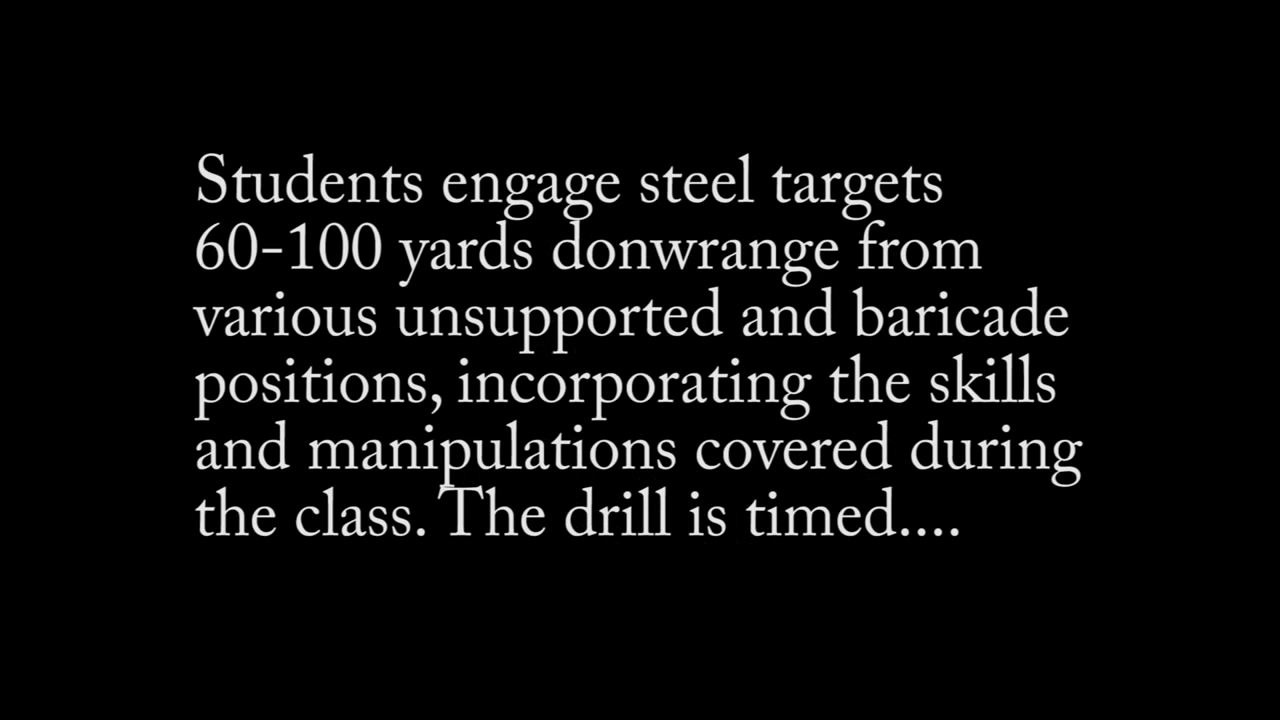 Students engage steel targets
60-100 yards donwrange from
various unsupported and baricade
positions, incorporating the skills
and manipulations covered during
the class. The drill is timed....